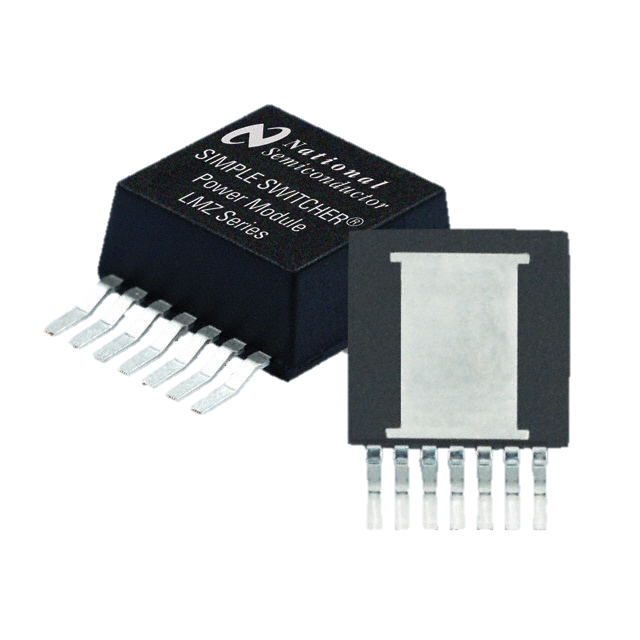 National
Semiconductor
SIMPLE SWITCHER®
Power Module
LMZ Series